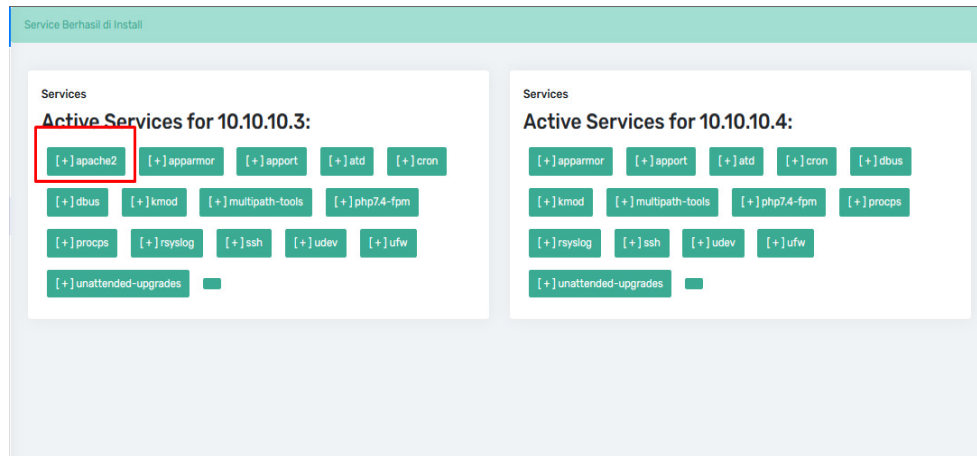 Service Berhasil di Install
Services
Active Services for 10.10.10.3:
[ + ] apache2 [ + ] apparmor [ + ] apport [ + ] atd [ + ] cron
[ + ] dbus [ + ] kmod [ + ] multipath-tools [ + ] php7.4-fpm
[ + ] procps [ + ] rsyslog [ + ] ssh [ + ] udev [ + ] ufw
[ + ] unattended-upgrades
Services
Active Services for 10.10.10.4:
[ + ] apparmor [ + ] apport [ + ] atd [ + ] cron [ + ] dbus
[ + ] kmod [ + ] multipath-tools [ + ] php7.4-fpm [ + ] procps
[ + ] rsyslog [ + ] ssh [ + ] udev [ + ] ufw
[ + ] unattended-upgrades